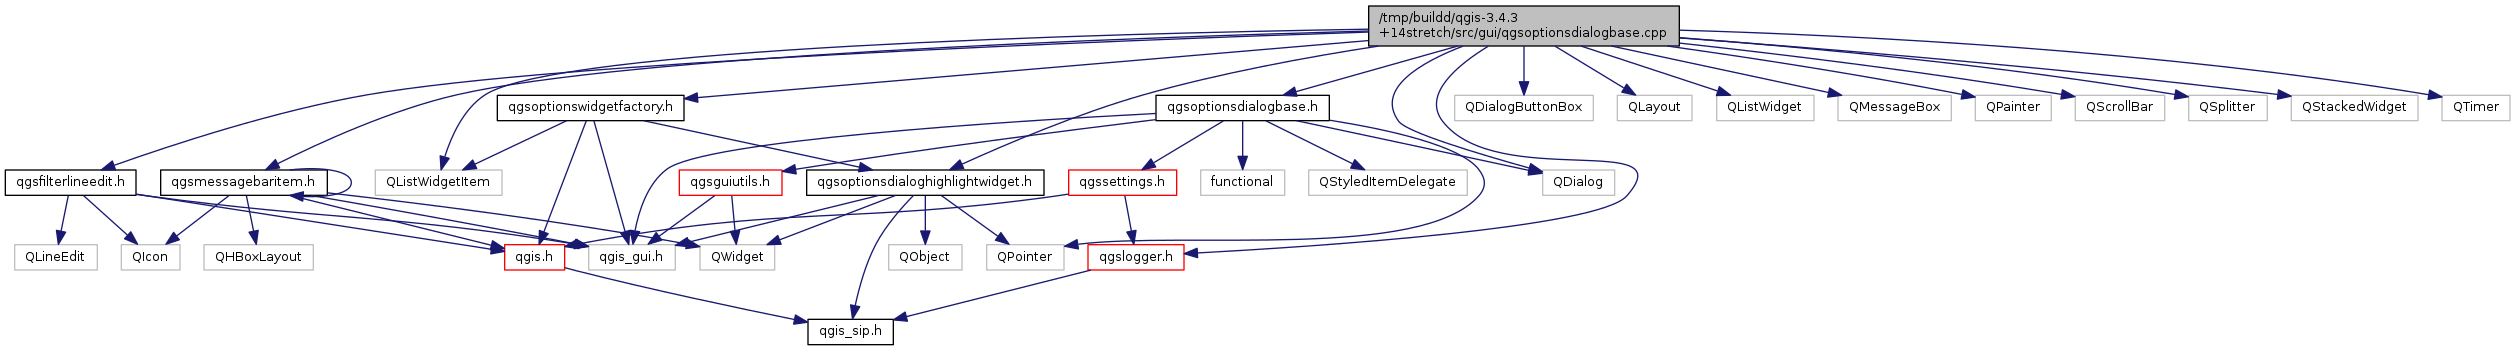 /tmp/buildd/qgis-3.4.3
+14stretch/src/gui/qgsoptionsdialogbase.cpp
qgsoptionswidgetfactory.h
qgsoptionsdialogbase.h
QDialogButtonBox
QLayout
QListWidget
QMessageBox
QPainter
QScrollBar
QSplitter
QStackedWidget
QTimer
qgsfilterlineedit.h
qgsmessagebaritem.h
QListWidgetItem
qgsguiutils.h
qgsoptionsdialoghighlightwidget.h
qgssettings.h
functional
QStyledItemDelegate
QDialog
QLineEdit
QIcon
QHBoxLayout
qgis.h
qgis_gui.h
QWidget
QObject
QPointer
qgslogger.h
qgis_sip.h